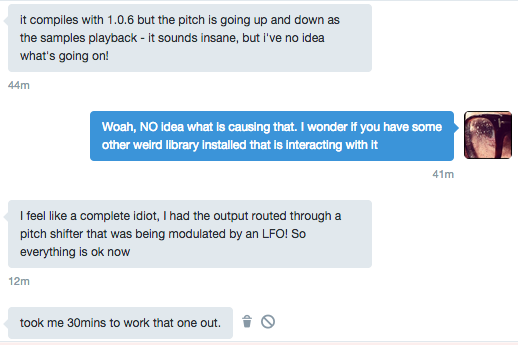 it compiles with 1.0.6 but the pitch is going up and down as
the samples playback - it sounds insane, but i've no idea
what's going on!
44m
Woah, NO idea what is causing that. I wonder if you have some
other weird library installed that is interacting with it
41m
I feel like a complete idiot, I had the output routed through a
pitch shifter that was being modulated by an LFO! So
everything is ok now
12m
took me 30mins to work that one out.